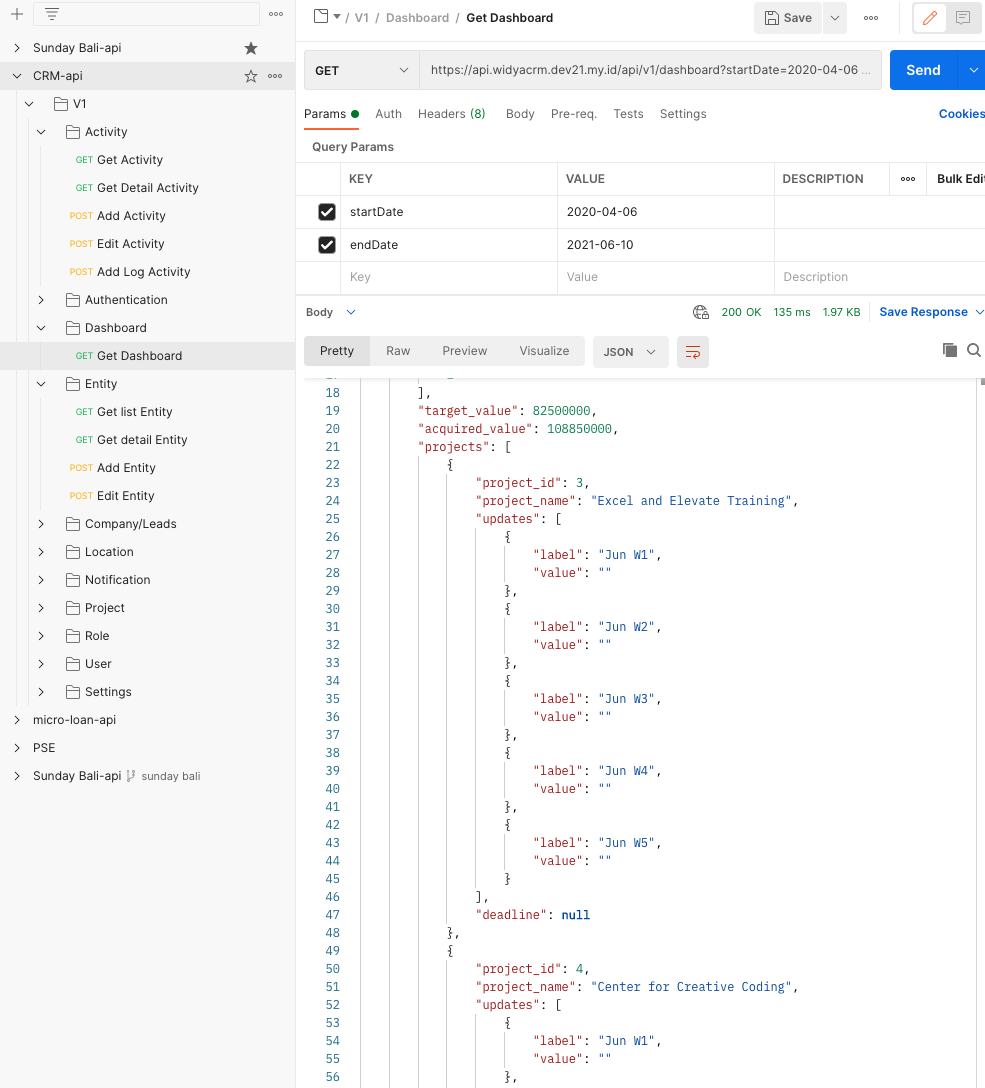 Sunday Bali-api
CRM-api
V1
Activity
GET Get Activity
GET Get Detail Activity
POST Add Activity
POST Edit Activity
POST Add Log Activity
Authentication
Dashboard
GET Get Dashboard
Entity
GET Get list Entity
GET Get detail Entity
POST Add Entity
POST Edit Entity
Company/Leads
Location
Notification
Project
Role
User
Settings
micro-loan-api
PSE
Sunday Bali-api sunday bali
/ V1 / Dashboard / Get Dashboard
Save
GET https://api.widyacrm.dev21.my.id/api/v1/dashboard?startDate=2020-04-06 ...
Send
Params Auth Headers (8) Body Pre-req. Tests Settings
Cookies
Query Params
KEY VALUE DESCRIPTION Bulk Edit
startDate 2020-04-06
endDate 2021-06-10
Key Value Description
Body 200 OK 135 ms 1.97 KB Save Response
Pretty Raw Preview Visualize JSON
18 ],
19 "target_value": 82500000,
20 "acquired_value": 108850000,
21 "projects": [
22 {
23 "project_id": 3,
24 "project_name": "Excel and Elevate Training",
25 "updates": [
26 {
27 "label": "Jun W1",
28 "value": ""
29 },
30 {
31 "label": "Jun W2",
32 "value": ""
33 },
34 {
35 "label": "Jun W3",
36 "value": ""
37 },
38 {
39 "label": "Jun W4",
40 "value": ""
41 },
42 {
43 "label": "Jun W5",
44 "value": ""
45 }
46 ],
47 "deadline": null
48 },
49 {
50 "project_id": 4,
51 "project_name": "Center for Creative Coding",
52 "updates": [
53 {
54 "label": "Jun W1",
55 "value": ""
56 },